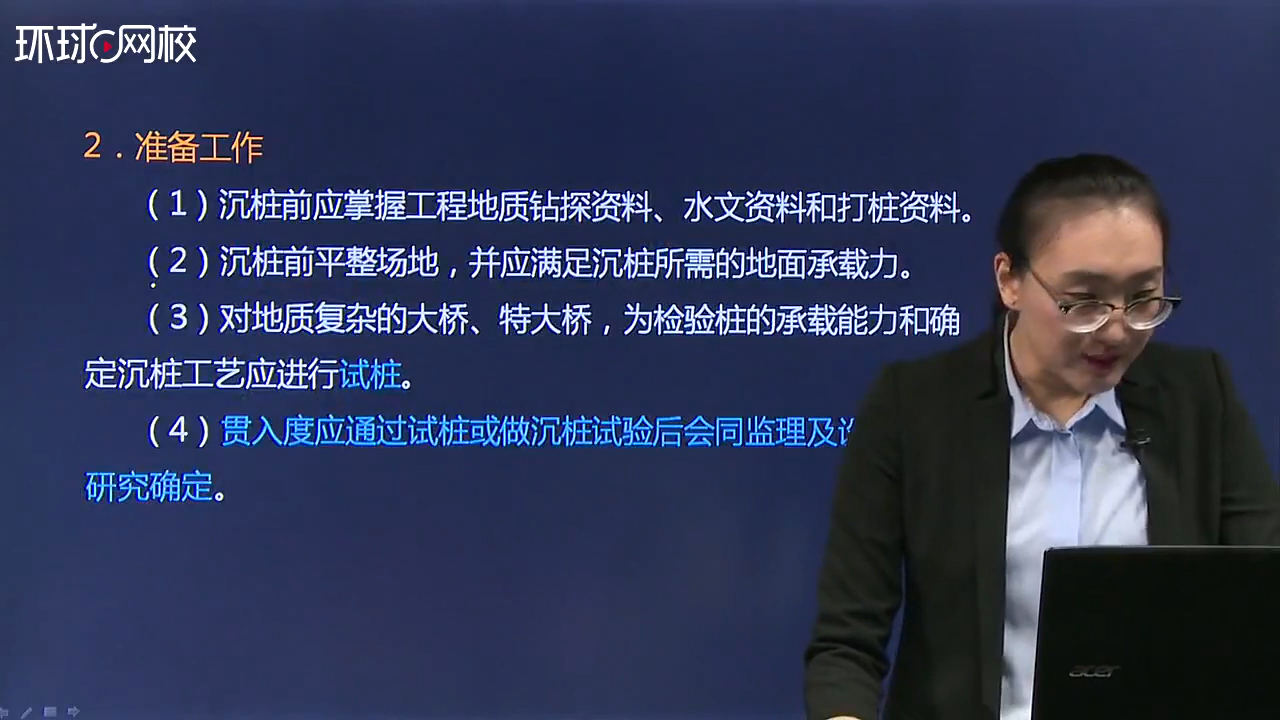 环球网校
2．准备工作
（1）沉桩前应掌握工程地质钻探资料、水文资料和打桩资料。
（2）沉桩前平整场地，并应满足沉桩所需的地面承载力。
（3）对地质复杂的大桥、特大桥，为检验桩的承载能力和确
定沉桩工艺应进行试桩。
（4）贯入度应通过试桩或做沉桩试验后会同监理及
研究确定。
acer